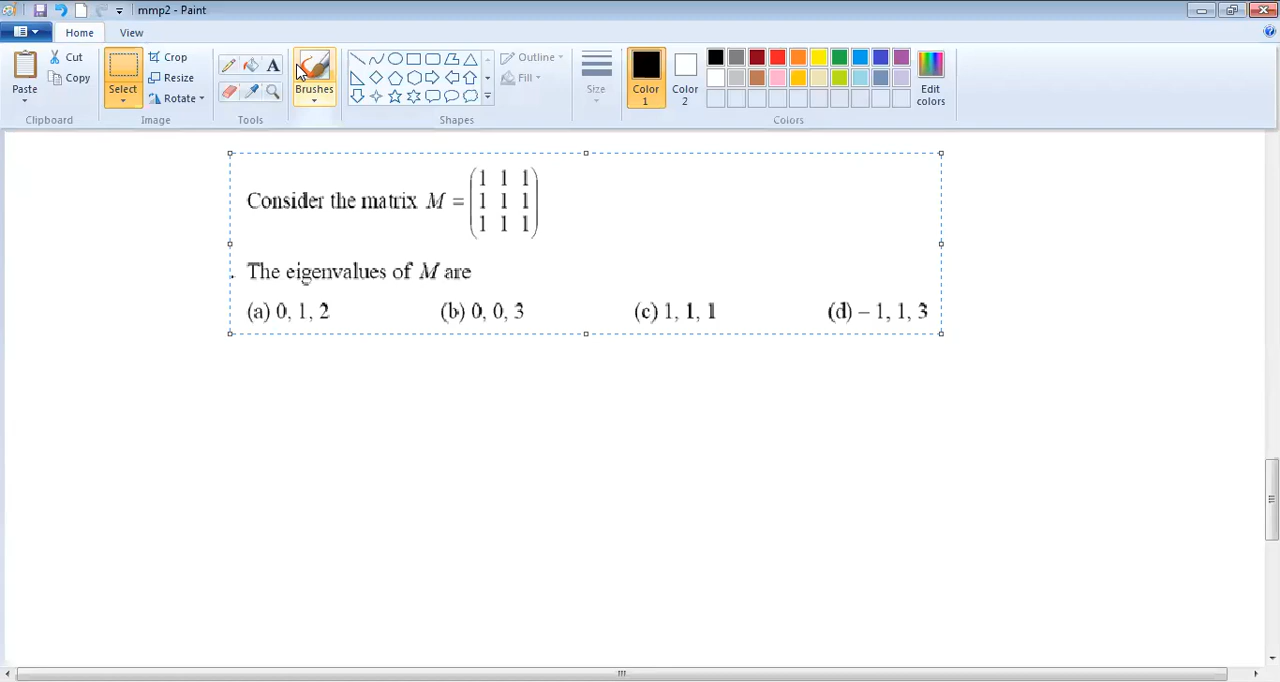 mmp2 - Paint
Home View
Paste Cut Copy Select Crop Resize Rotate A Brushes Outline Fill Size Color 1 Color 2 Edit colors
Clipboard Image Tools Shapes Colors
Consider the matrix M = (1 1 1
1 1 1
1 1 1)
. The eigenvalues of M are
(a) 0, 1, 2 (b) 0, 0, 3 (c) 1, 1, 1 (d) – 1, 1, 3